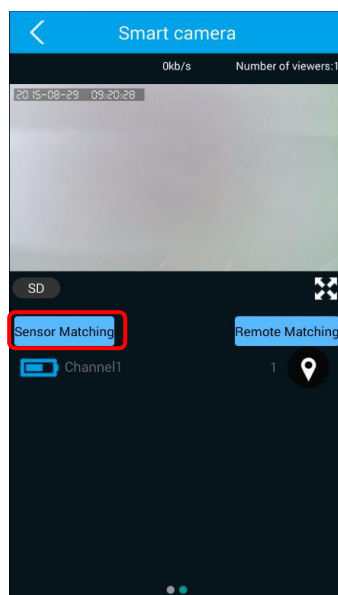 Smart camera
0kb/s Number of viewers:1
2015-08-29 09:20:28
SD
Sensor Matching Remote Matching
Channel1 1